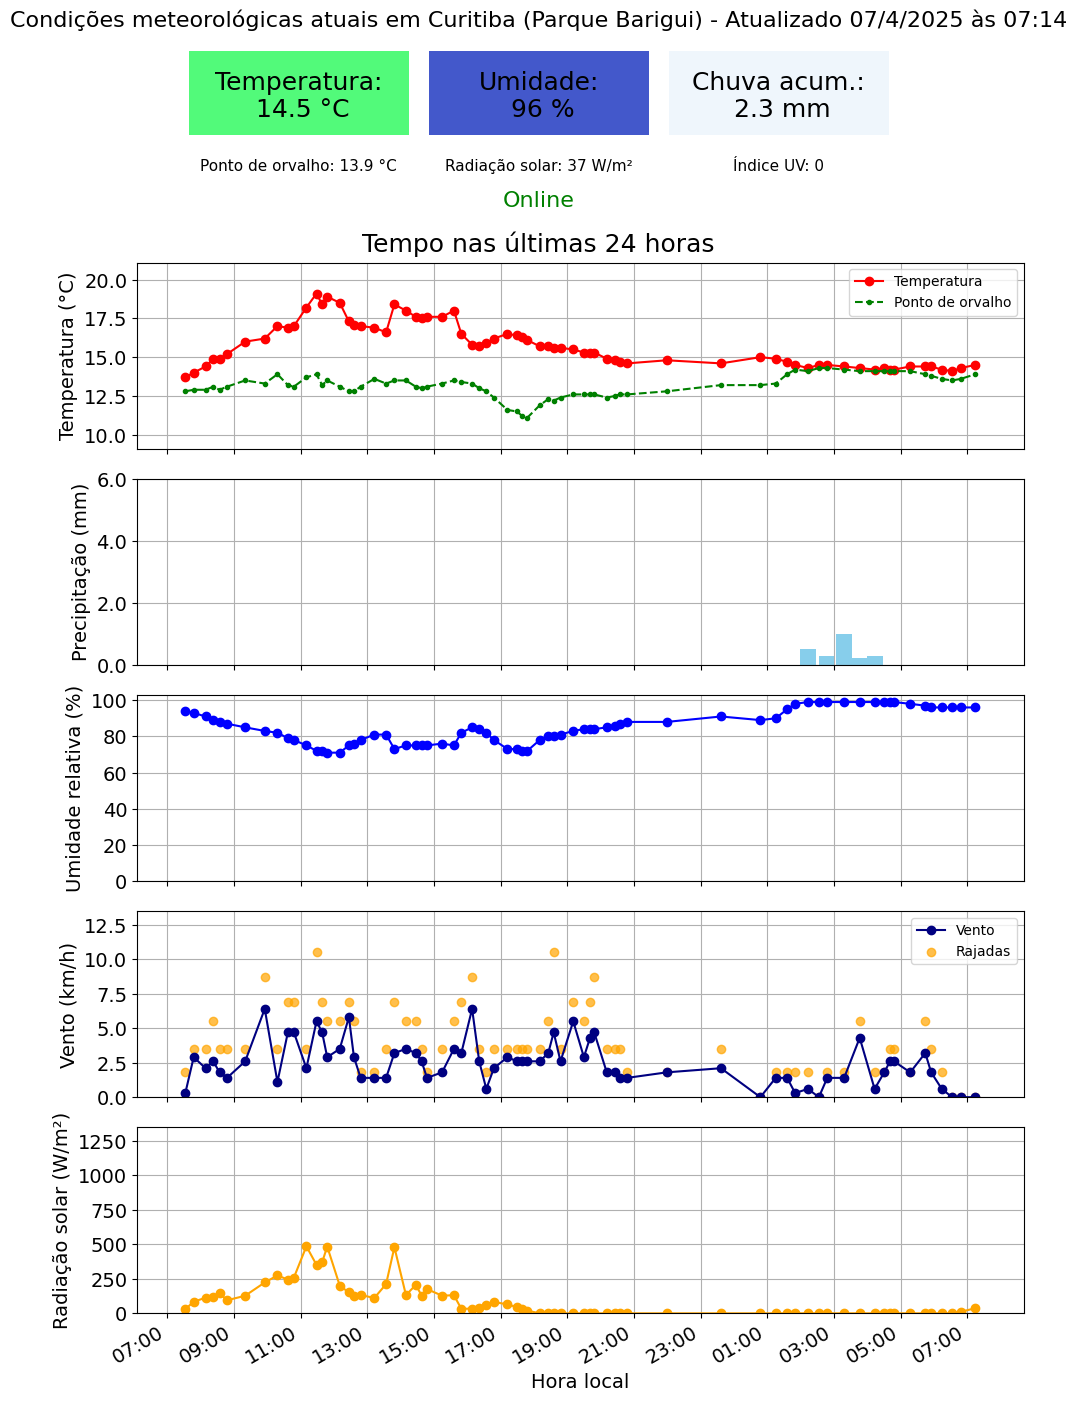 Condições meteorológicas atuais em Curitiba (Parque Barigui) - Atualizado 07/4/2025 às 07:14
Temperatura:
14.5 °C
Umidade:
96 %
Chuva acum.:
2.3 mm
Ponto de orvalho: 13.9 °C
Radiação solar: 37 W/m²
Índice UV: 0
Online
Tempo nas últimas 24 horas
Temperatura (°C)
20.0
17.5
15.0
12.5
10.0
Temperatura
Ponto de orvalho
Precipitação (mm)
6.0
4.0
2.0
0.0
Umidade relativa (%)
100
80
60
40
20
0
Vento (km/h)
12.5
10.0
7.5
5.0
2.5
0.0
Vento
Rajadas
Radiação solar (W/m²)
1250
1000
750
500
250
0
07:00
09:00
11:00
13:00
15:00
17:00
19:00
21:00
23:00
01:00
03:00
05:00
07:00
Hora local